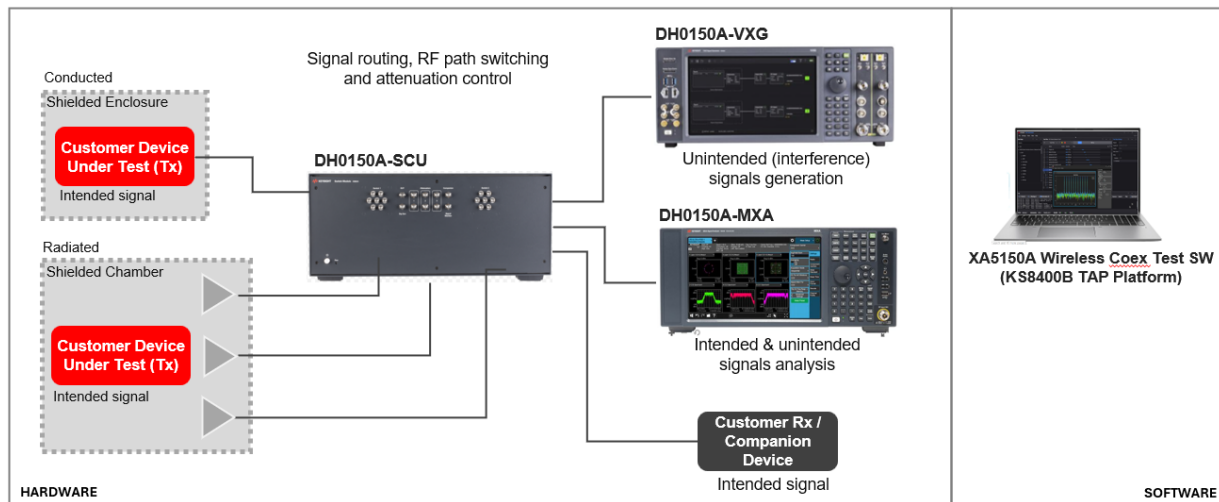 Conducted
Shielded Enclosure
Customer Device
Under Test (Tx)
Intended signal
Radiated
Shielded Chamber
Customer Device
Under Test (Tx)
Intended signal
HARDWARE
Signal routing, RF path switching
and attenuation control
DH0150A-SCU
DH0150A-VXG
Unintended (interference)
signals generation
DH0150A-MXA
Intended & unintended
signals analysis
Customer Rx /
Companion
Device
Intended signal
XA5150A Wireless Coex Test SW
(KS8400B TAP Platform)
SOFTWARE